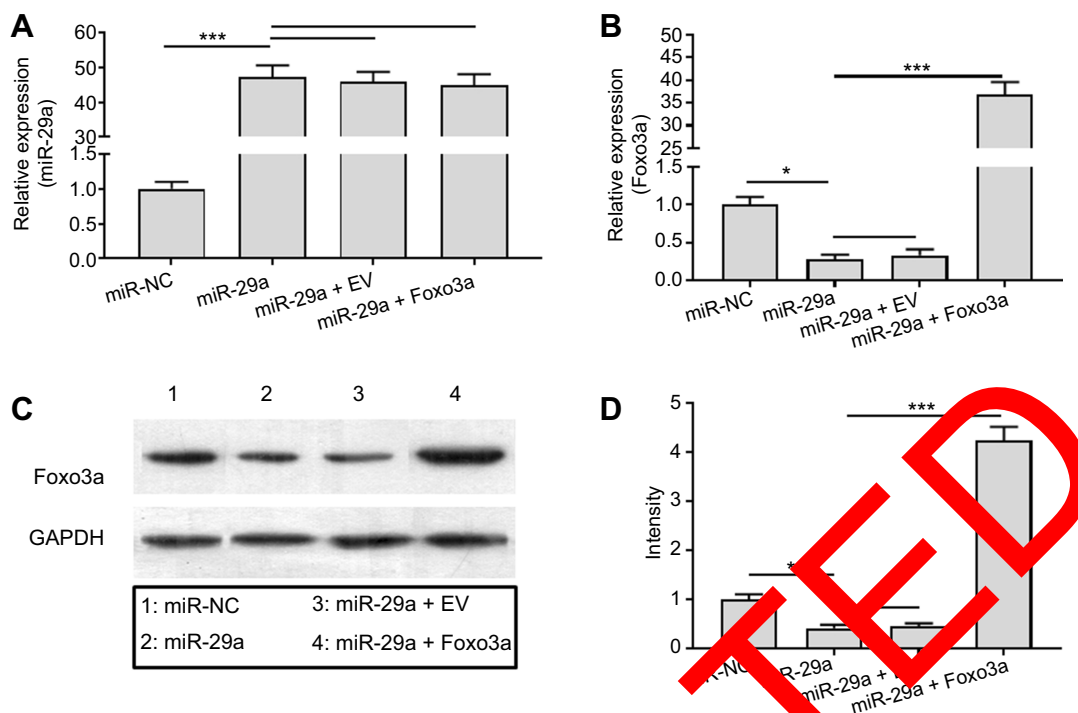 A
Relative expression
(miR-29a)
60
50
40
30
1.5
1.0
0.5
0.0
***
miR-NC
miR-29a
miR-29a + EV
miR-29a + Foxo3a
B
Relative expression
(Foxo3a)
50
45
40
35
30
25
1.5
1.0
0.5
0.0
*
***
miR-NC
miR-29a
miR-29a + EV
miR-29a + Foxo3a
C
1 2 3 4
Foxo3a
GAPDH
1: miR-NC
3: miR-29a + EV
2: miR-29a
4: miR-29a + Foxo3a
D
Intensity
5
4
3
2
1
0
***
miR-29a + Foxo3a
TED